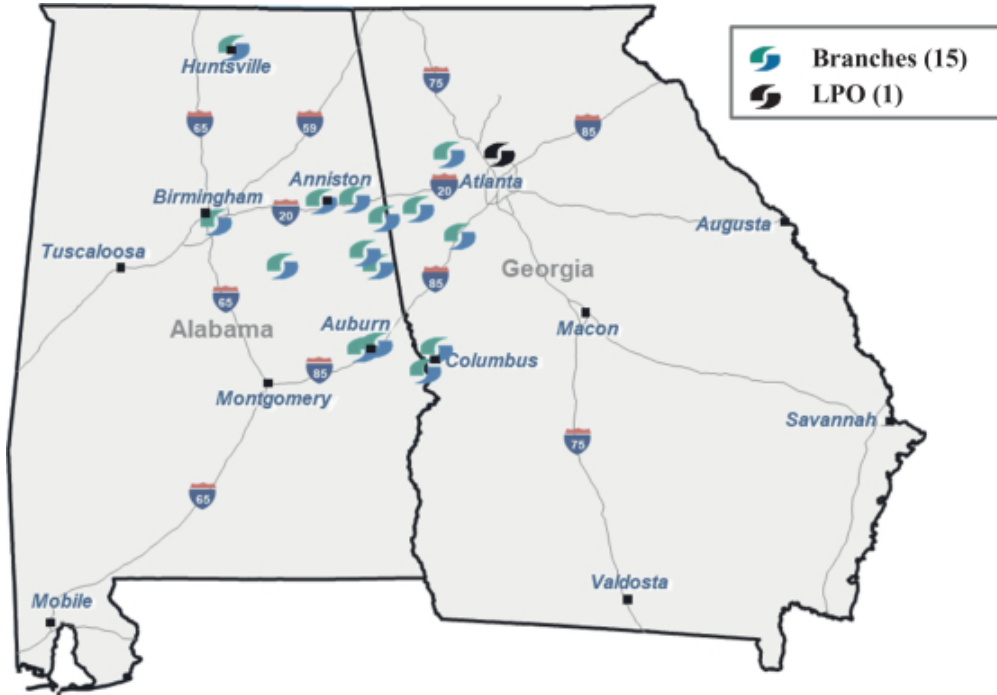 Branches (15)
LPO (1)
Huntsville
75
65
59
85
Birmingham
Anniston
20
Atlanta
20
Augusta
Tuscaloosa
Georgia
85
65
Alabama
Auburn
Macon
Columbus
85
Montgomery
Savannah
75
65
Valdosta
Mobile